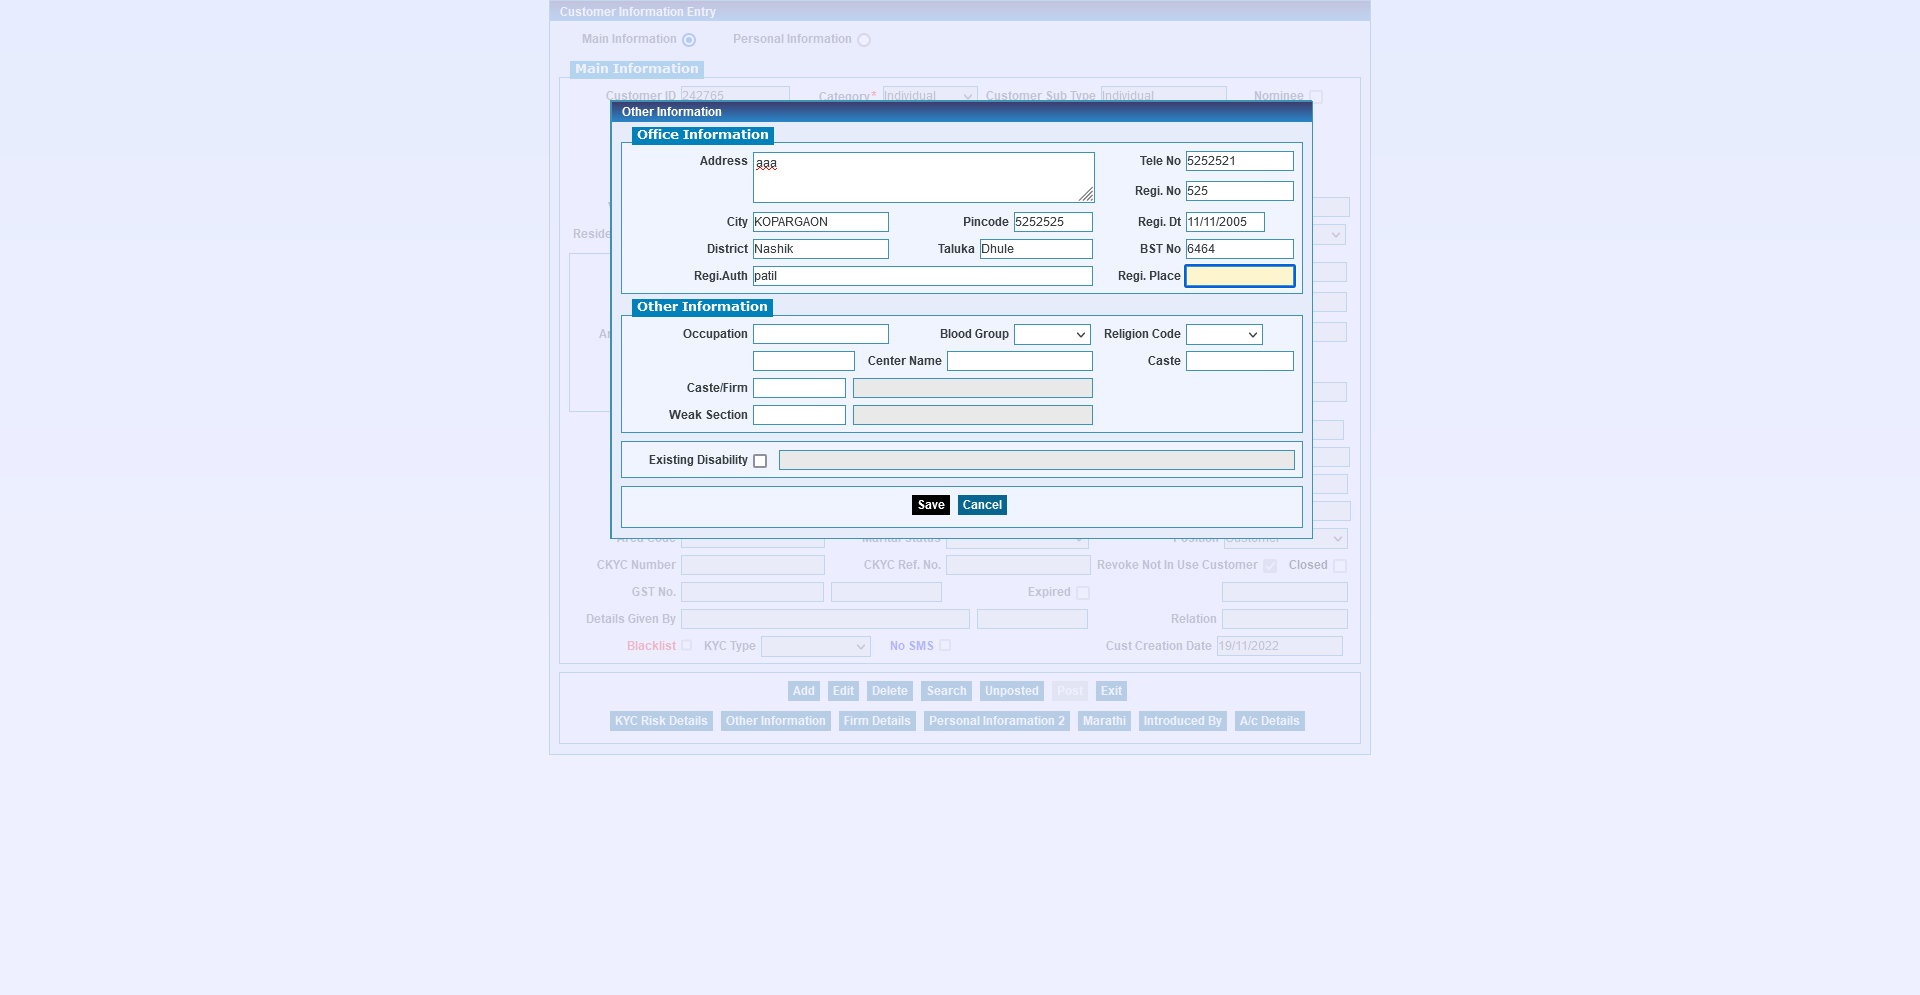 Customer Information Entry
Main Information Personal Information
Main Information
Customer ID 242765 Category* Individual Customer Sub Type Individual Nominee
Other Information
Office Information
Address aaa Tele No 5252521
Regi. No 525
City KOPARGAON Pincode 5252525 Regi. Dt 11/11/2005
Reside
District Nashik Taluka Dhule BST No 6464
Regi.Auth patil Regi. Place
Other Information
Occupation Blood Group Religion Code
Center Name Caste
Caste/Firm
Weak Section
Existing Disability
Save Cancel
Area Code Marital Status Position Customer
CKYC Number CKYC Ref. No. Revoke Not In Use Customer Closed
GST No. Expired
Details Given By Relation
Blacklist KYC Type No SMS Cust Creation Date 19/11/2022
Add Edit Delete Search Unposted Post Exit
KYC Risk Details Other Information Firm Details Personal Inforamation 2 Marathi Introduced By A/c Details